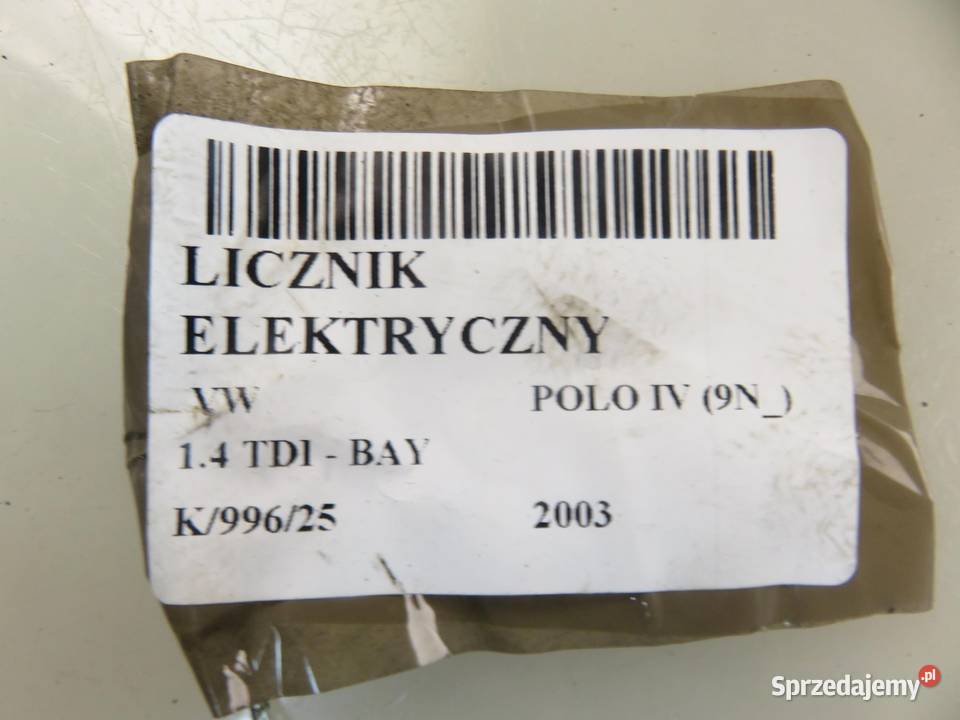 LICZNIK
ELEKTRYCZNY
VW POLO IV (9N_)
1.4 TDI - BAY
K/996/25 2003
Sprzedajemy.pl